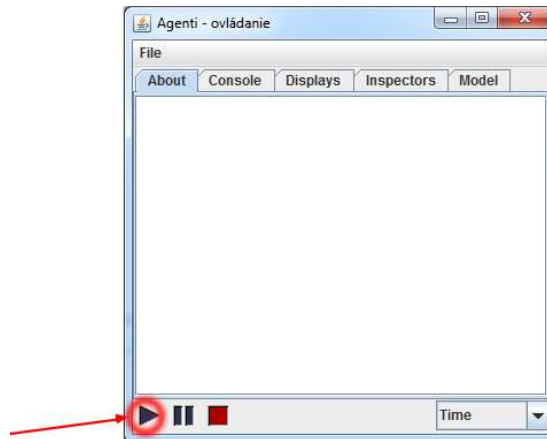 Agenti - ovládanie
File
About Console Displays Inspectors Model
Time